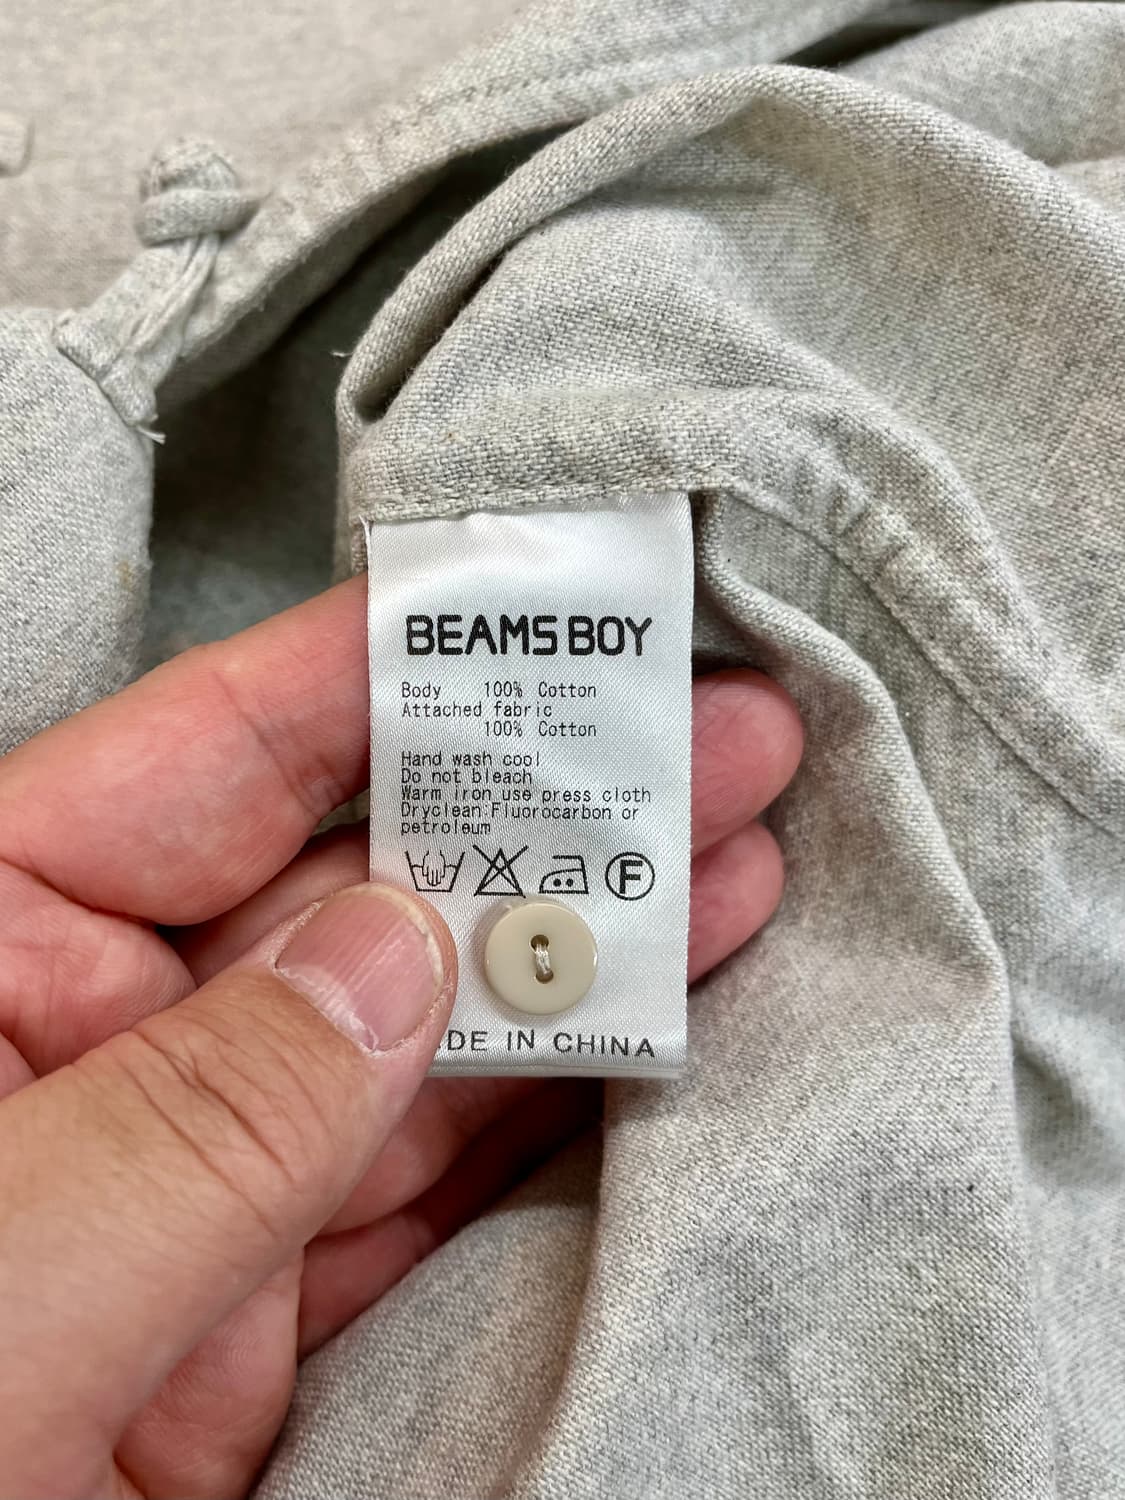 BEAMS BOY
Body 100% Cotton
Attached fabric
100% Cotton
Hand wash cool
Do not bleach
Warm iron use press cloth
Dryclean:Fluorocarbon or
petroleum
F
DE IN CHINA